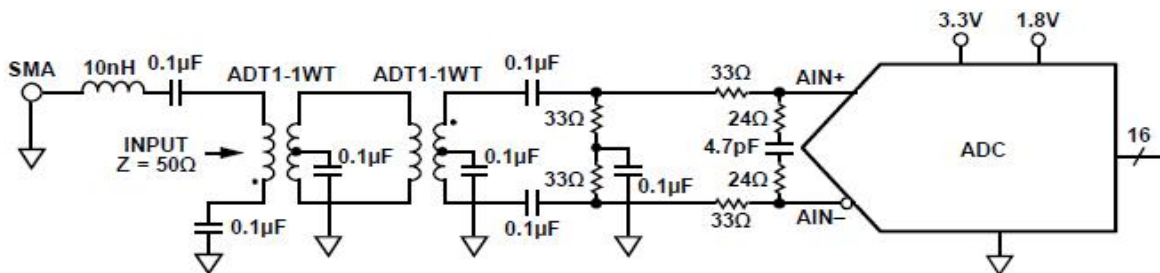 3.3V 1.8V
SMA
10nH
0.1µF
ADT1-1WT
ADT1-1WT
0.1µF
33Ω
AIN+
33Ω
24Ω
INPUT
Z = 50Ω
0.1µF
0.1µF
4.7pF
ADC
16
33Ω
0.1µF
24Ω
0.1µF
0.1µF
33Ω
AIN–